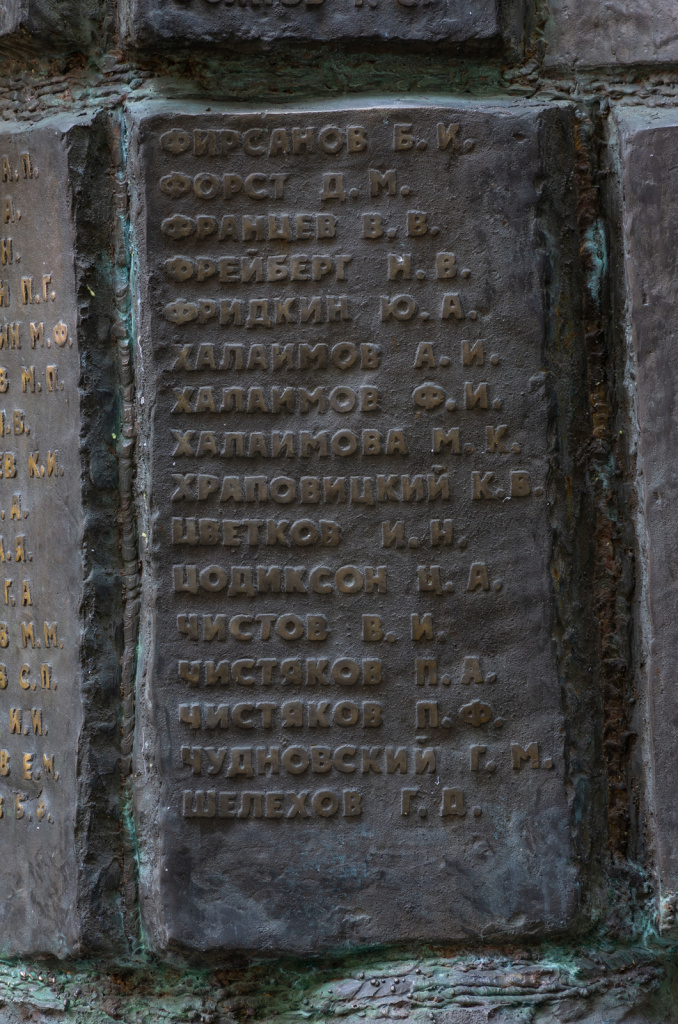 ФИРСАНОВ Б. И.
ФОРСТ Д. М.
ФРАНЦЕВ В. В.
ФРЕЙБЕРГ Н. В.
ФРИДКИН Ю. А.
ХАЛАИМОВ А. И.
ХАЛАИМОВ Ф. И.
ХАЛАИМОВА М. К.
ХРАПОВИЦКИЙ К. В.
ЦВЕТКОВ И. Н.
ЦОДИКСОН Ц. А.
ЧИСТОВ В. И.
ЧИСТЯКОВ П. А.
ЧИСТЯКОВ П. Ф.
ЧУДНОВСКИЙ Г. М.
ШЕЛЕХОВ Г. Д.
А.П.
А.
Н.
П.Г.
М.Ф.
М.П.
В.
К.И.
А.
А.Я.
Г.А
М.М.
С.П.
И.И.
Е.И.
Б.А.